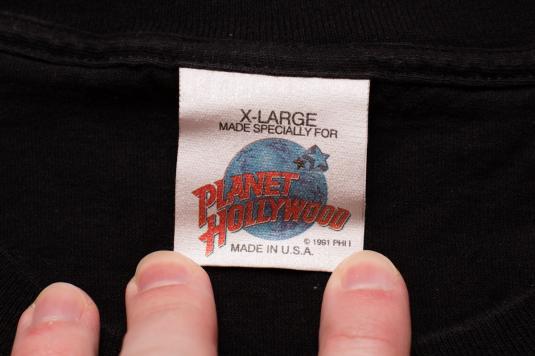 X-LARGE
MADE SPECIALLY FOR
PLANET
HOLLYWOOD
© 1991 PHI I
MADE IN U.S.A.